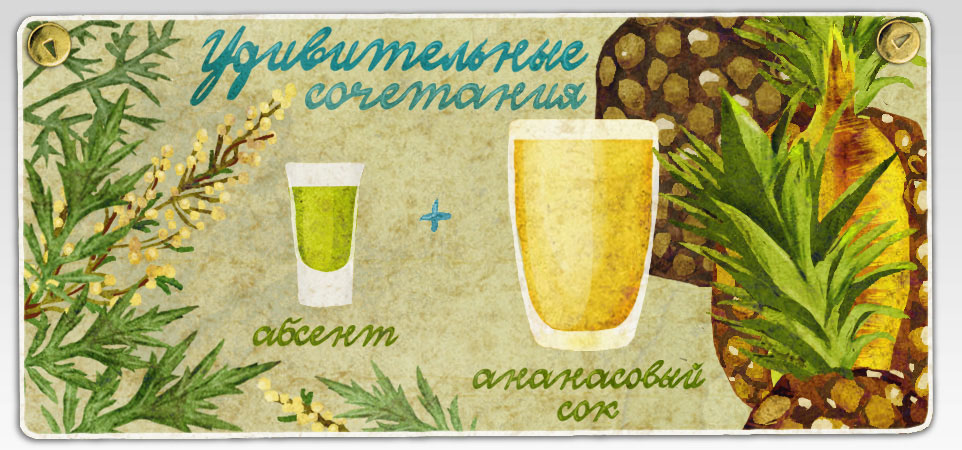 Удивительные
сочетания
абсент
+
ананасовый
сок